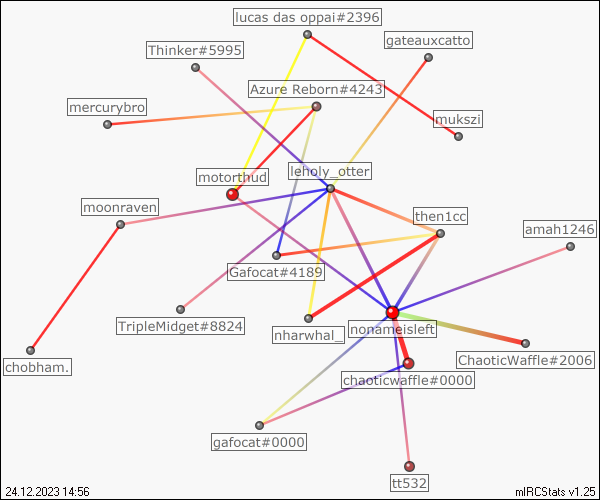 lucas das oppai#2396
gateauxcatto
Thinker#5995
Azure Reborn#4243
mercurybro
mukszi
leholy_otter
motorthud
moonraven
then1cc
amah1246
Gafocat#4189
TripleMidget#8824
nharwhal_
nonameisleft
ChaoticWaffle#2006
chobham.
chaoticwaffle#0000
gafocat#0000
tt532
24.12.2023 14:56
mIRCStats v1.25